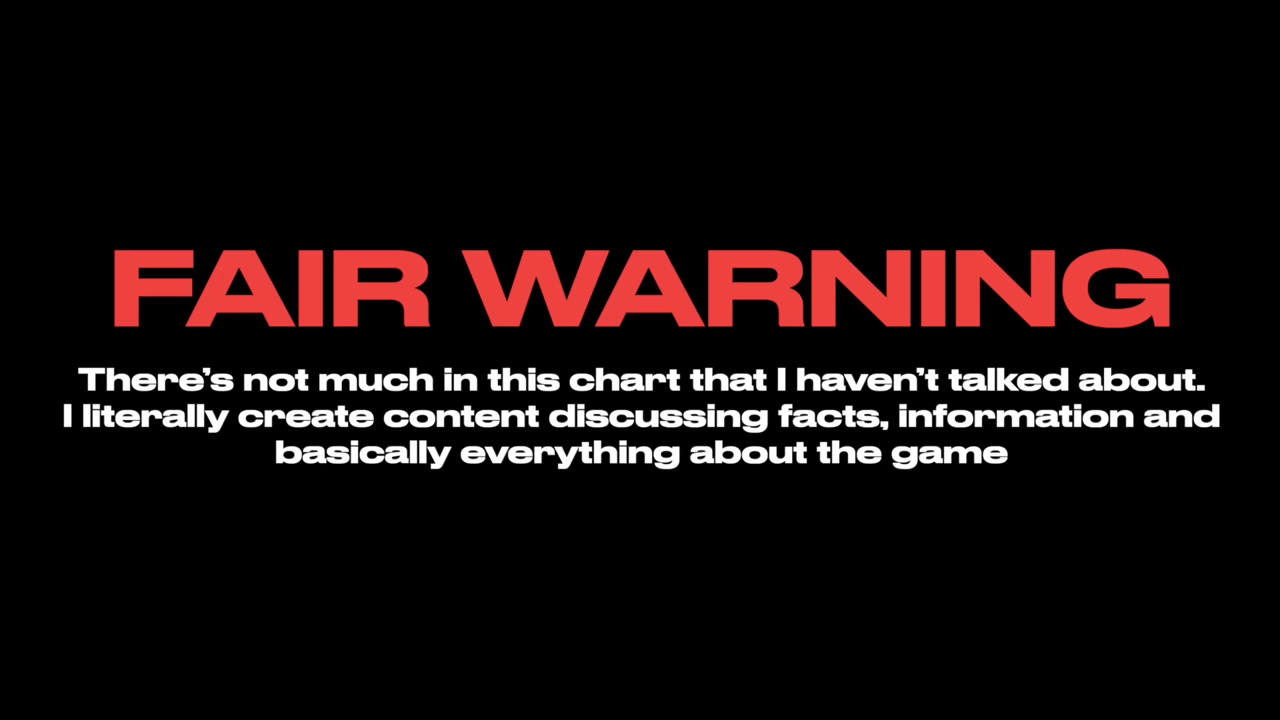 FAIR WARNING
There’s not much in this chart that I haven’t talked about.
I literally create content discussing facts, information and
basically everything about the game